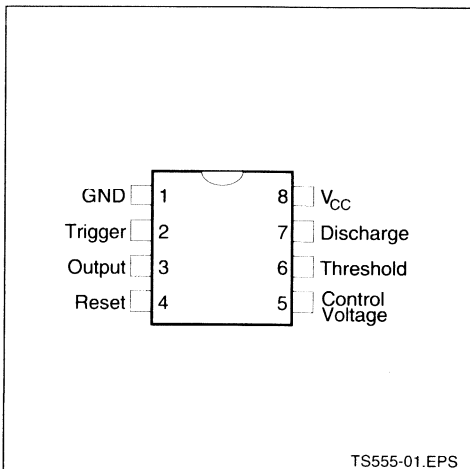 GND 1 8 VCC
Trigger 2 7 Discharge
Output 3 6 Threshold
Reset 4 5 Control
Voltage
TS555-01.EPS